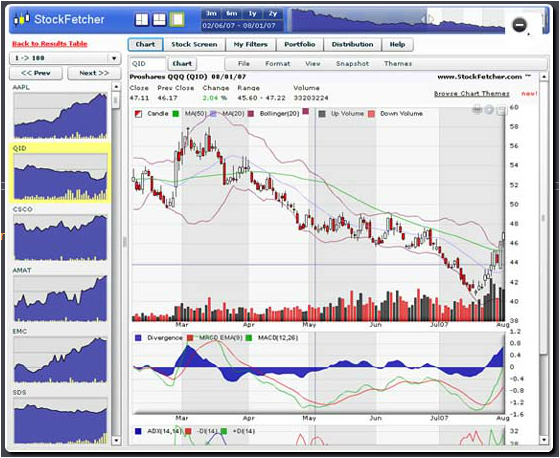 StockFetcher
3m 6m 1y 2y
02/06/07 - 08/01/07
Back to Results Table
1 -> 100
<< Prev Next >>
AAPL
QID
CSCO
AMAT
EMC
SDS
Chart Stock Screen My Filters Portfolio Distribution Help
QID Chart File Format View Snapshot Themes
Proshares QQQ (QID) 08/01/07 www.StockFetcher.com ™
Close Prev Change Range Volume
47.11 46.17 2.04 % 45.60 - 47.22 33203224
Browse Chart Themes new!
Candle MA(50) MA(20) Bollinger(20) Up Volume Down Volume
60
58
56
54
52
50
48
46
44
42
40
38
Mar Apr May Jun Jul07 Aug
Divergence MACD EMA(9) MACD(12,26)
1.2
0.8
0.4
-0.0
-0.4
-0.8
-1.2
-1.6
Mar Apr May Jun Jul07 Aug
ADX(14,14) -DI(14) +DI(14)
32
28